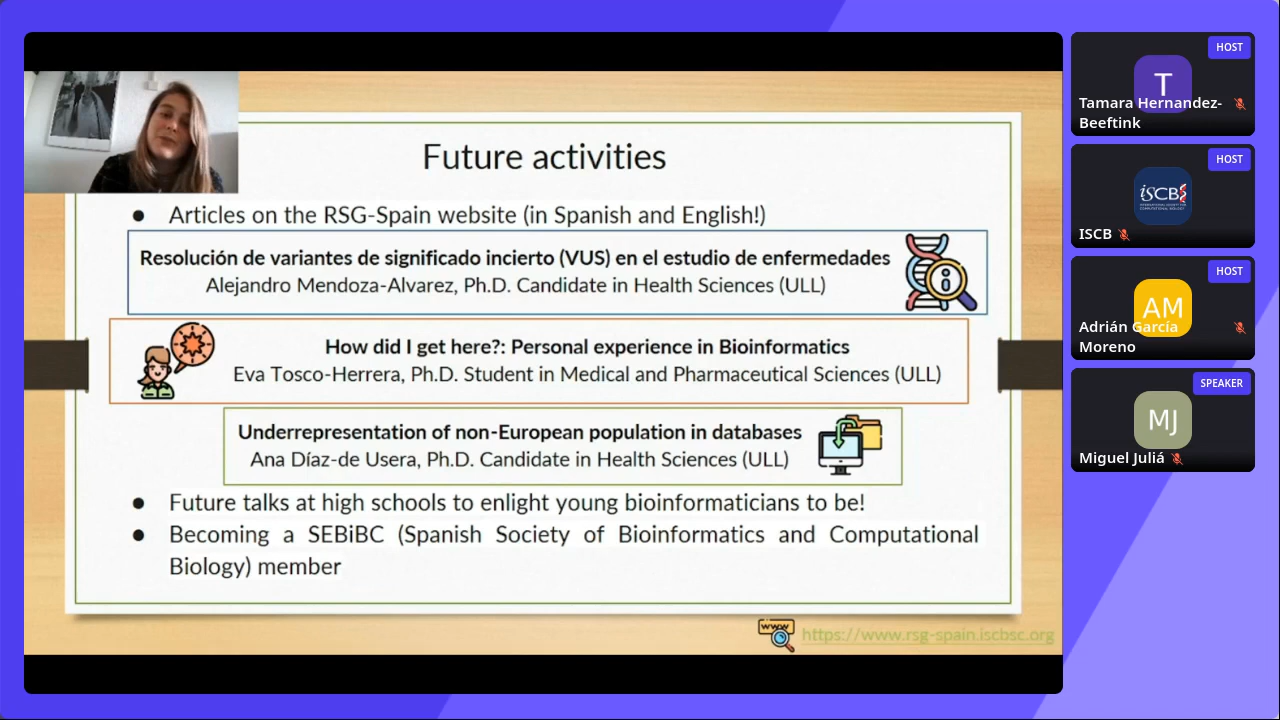 Future activities
● Articles on the RSG-Spain website (in Spanish and English!)
Resolución de variantes de significado incierto (VUS) en el estudio de enfermedades
Alejandro Mendoza-Alvarez, Ph.D. Candidate in Health Sciences (ULL)
How did I get here?: Personal experience in Bioinformatics
Eva Tosco-Herrera, Ph.D. Student in Medical and Pharmaceutical Sciences (ULL)
Underrepresentation of non-European population in databases
Ana Díaz-de Usera, Ph.D. Candidate in Health Sciences (ULL)
● Future talks at high schools to enlight young bioinformaticians to be!
● Becoming a SEBiBC (Spanish Society of Bioinformatics and Computational
Biology) member
www
https://www.rsg-spain.iscbsc.org
HOST
T
Tamara Hernandez-
Beeftink
HOST
iSCB
ISCB
HOST
AM
Adrián García
Moreno
SPEAKER
MJ
Miguel Juliá